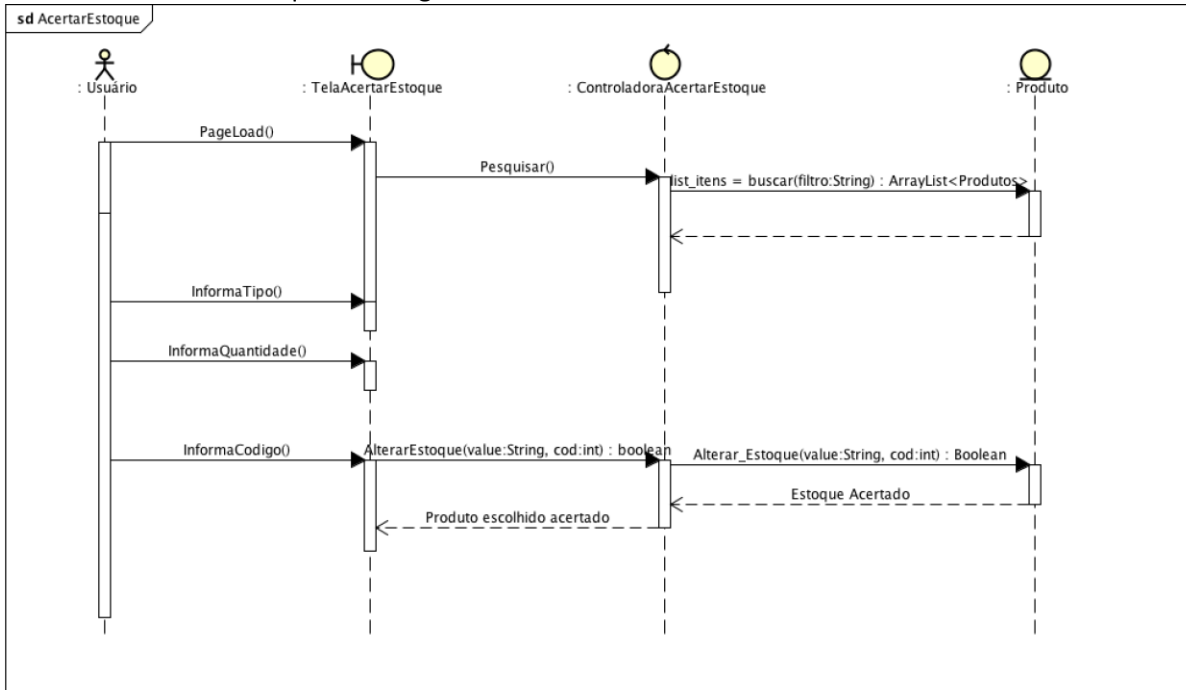 sd AcertarEstoque
: Usuário
: TelaAcertarEstoque
: ControladoraAcertarEstoque
: Produto
PageLoad()
Pesquisar()
list_itens = buscar(filtro:String) : ArrayList<Produtos>
InformaTipo()
InformaQuantidade()
InformaCodigo()
AlterarEstoque(value:String, cod:int) : boolean
Alterar_Estoque(value:String, cod:int) : Boolean
Estoque Acertado
Produto escolhido acertado